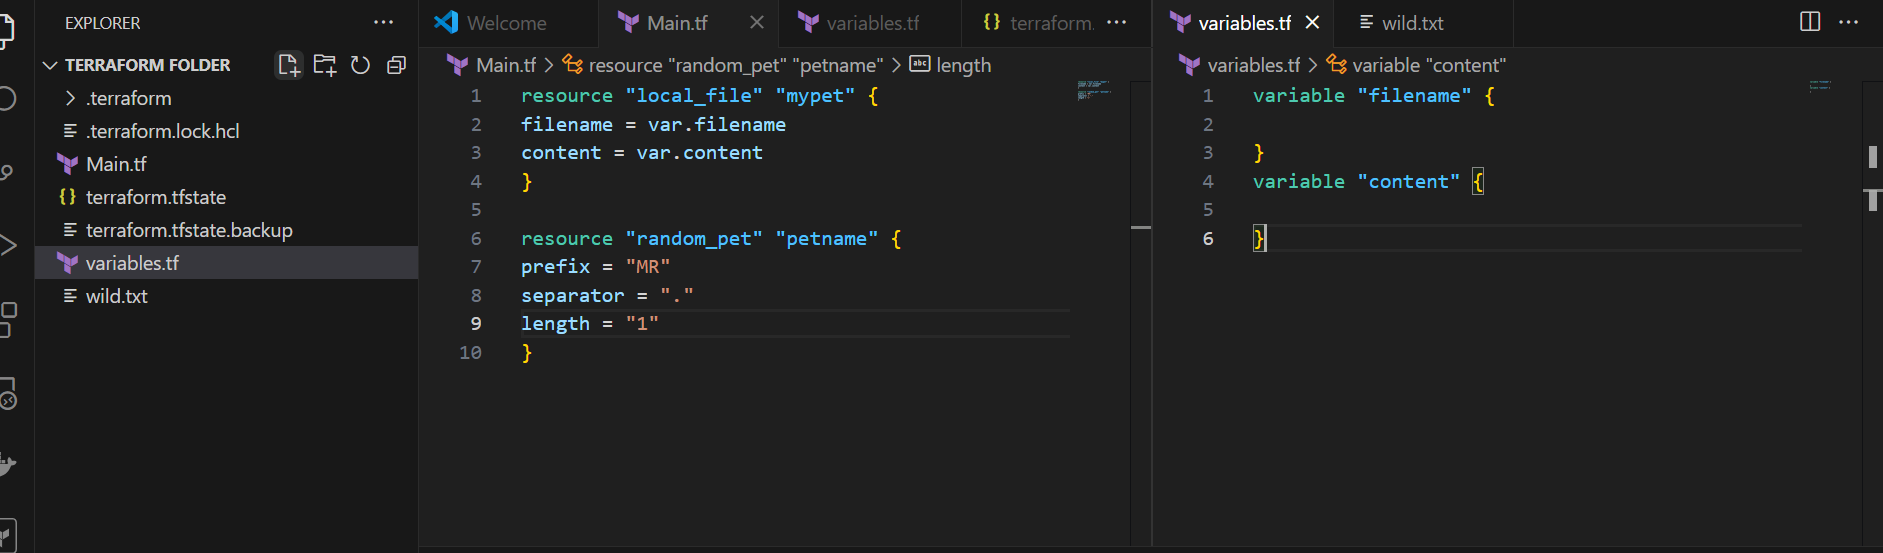 EXPLORER ···
TERRAFORM FOLDER
.terraform
.terraform.lock.hcl
Main.tf
{} terraform.tfstate
terraform.tfstate.backup
variables.tf
wild.txt
Welcome Main.tf variables.tf {} terraform. ···
Main.tf > resource "random_pet" "petname" > abc length
1 resource "local_file" "mypet" {
2 filename = var.filename
3 content = var.content
4 }
5
6 resource "random_pet" "petname" {
7 prefix = "MR"
8 separator = "."
9 length = "1"
10 }
variables.tf wild.txt ···
variables.tf > variable "content"
1 variable "filename" {
2
3 }
4 variable "content" {
5
6 }